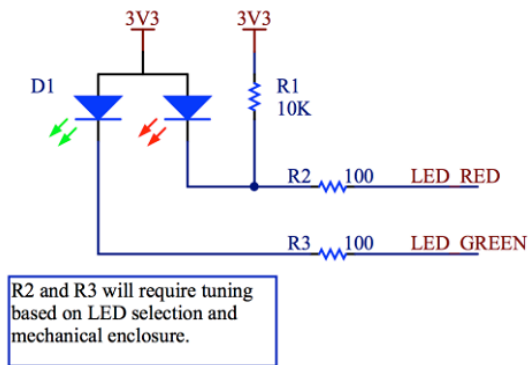 3V3
3V3
D1
R1
10K
R2
100
LED_RED
R3
100
LED_GREEN
R2 and R3 will require tuning
based on LED selection and
mechanical enclosure.